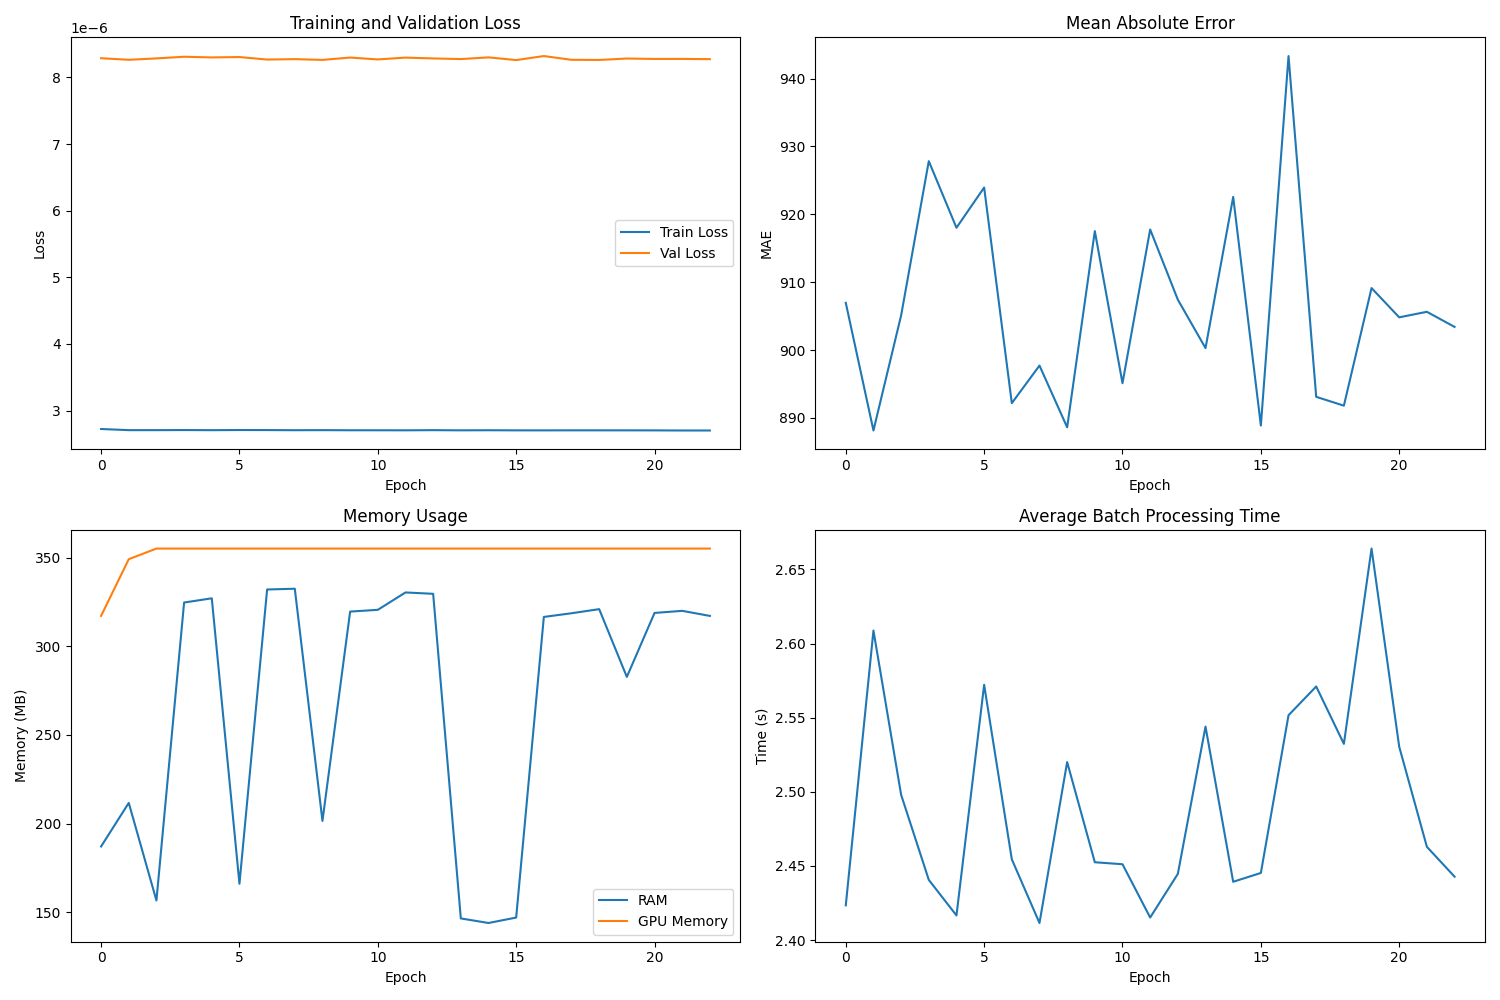 Training and Validation Loss
1e−6
8
7
6
5
4
3
Loss
Train Loss
Val Loss
0 5 10 15 20
Epoch
Mean Absolute Error
940
930
920
910
900
890
MAE
0 5 10 15 20
Epoch
Memory Usage
350
300
250
200
150
Memory (MB)
RAM
GPU Memory
0 5 10 15 20
Epoch
Average Batch Processing Time
2.65
2.60
2.55
2.50
2.45
2.40
Time (s)
0 5 10 15 20
Epoch